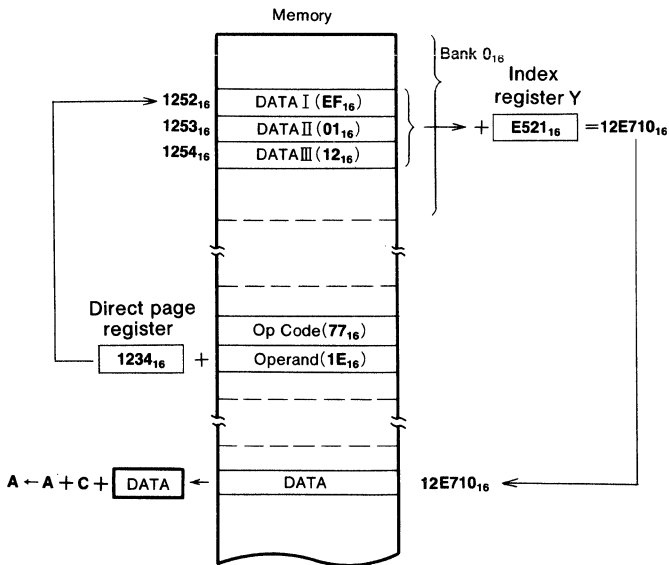 Memory
Bank 0₁₆
Index
register Y
1252₁₆ DATA Ⅰ (EF₁₆)
1253₁₆ DATA Ⅱ (01₁₆) + E521₁₆ =12E710₁₆
1254₁₆ DATA Ⅲ (12₁₆)
Direct page
register
Op Code(77₁₆)
1234₁₆ + Operand(1E₁₆)
A ← A + C + DATA ← DATA 12E710₁₆